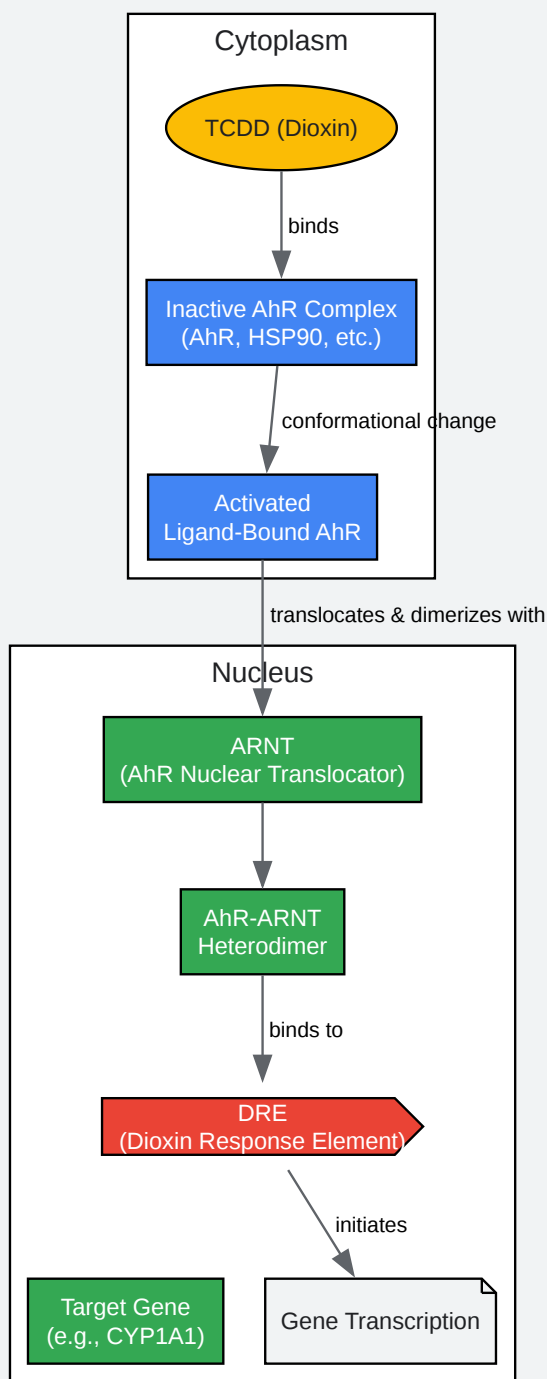 Cytoplasm
TCDD (Dioxin)
binds
Inactive AhR Complex
(AhR, HSP90, etc.)
conformational change
Activated
Ligand-Bound AhR
translocates & dimerizes with
Nucleus
ARNT
(AhR Nuclear Translocator)
AhR-ARNT
Heterodimer
binds to
DRE
(Dioxin Response Element)
initiates
Target Gene
(e.g., CYP1A1)
Gene Transcription